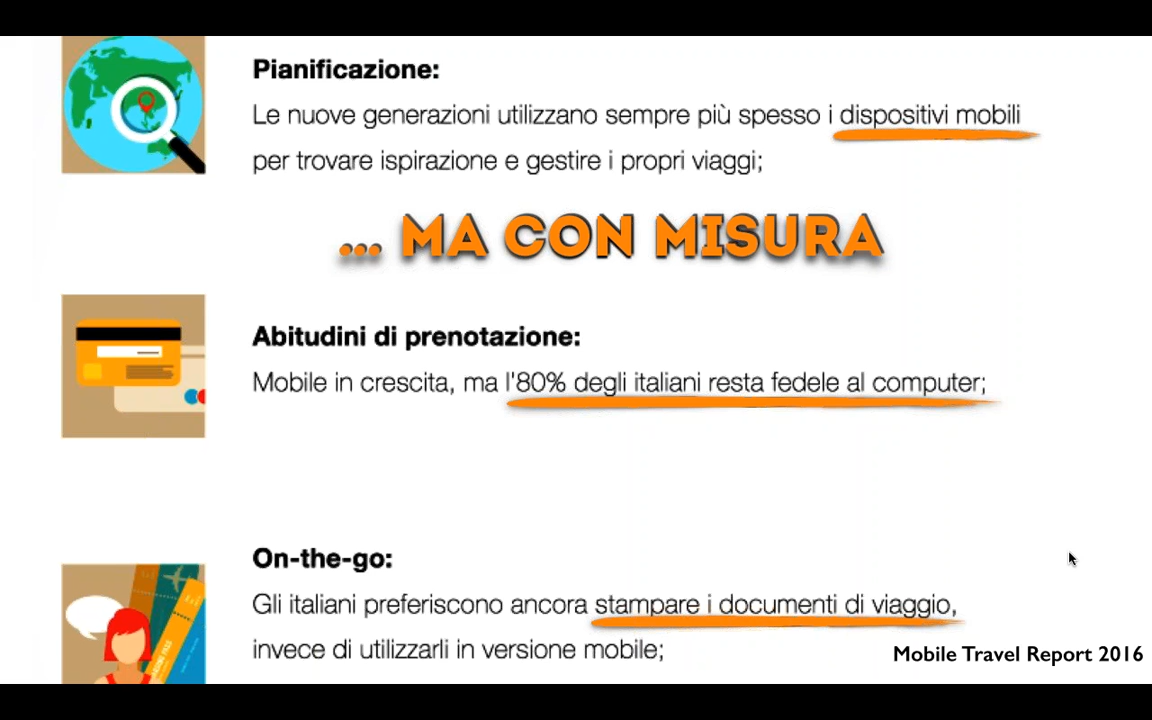 Pianificazione:
Le nuove generazioni utilizzano sempre più spesso i dispositivi mobili
per trovare ispirazione e gestire i propri viaggi;
... MA CON MISURA
Abitudini di prenotazione:
Mobile in crescita, ma l'80% degli italiani resta fedele al computer;
On-the-go:
Gli italiani preferiscono ancora stampare i documenti di viaggio,
invece di utilizzarli in versione mobile;
Mobile Travel Report 2016